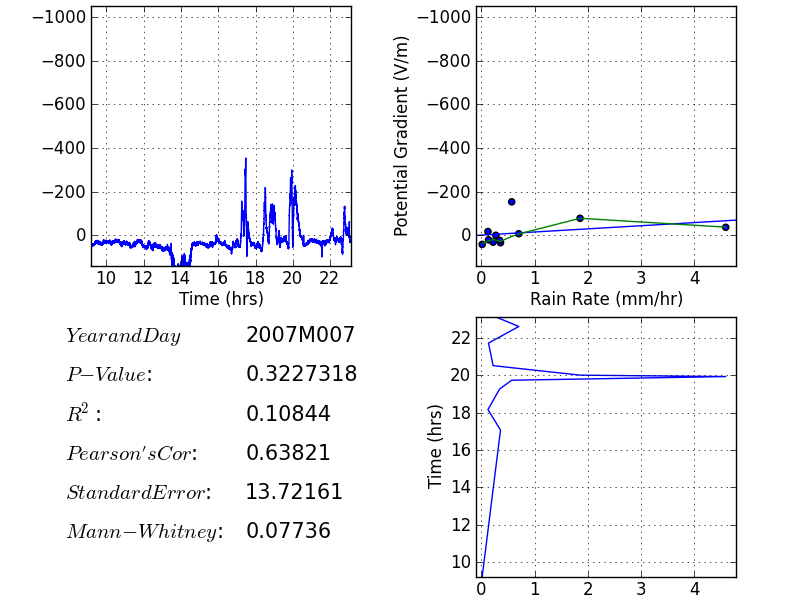 −1000
−800
−600
−400
−200
0
10 12 14 16 18 20 22
Time (hrs)
Potential Gradient (V/m)
−1000
−800
−600
−400
−200
0
0 1 2 3 4
Rain Rate (mm/hr)
YearandDay 2007M007
P−Value: 0.3227318
R²: 0.10844
Pearson'sCor: 0.63821
StandardError: 13.72161
Mann−Whitney: 0.07736
Time (hrs)
22
20
18
16
14
12
10
0 1 2 3 4